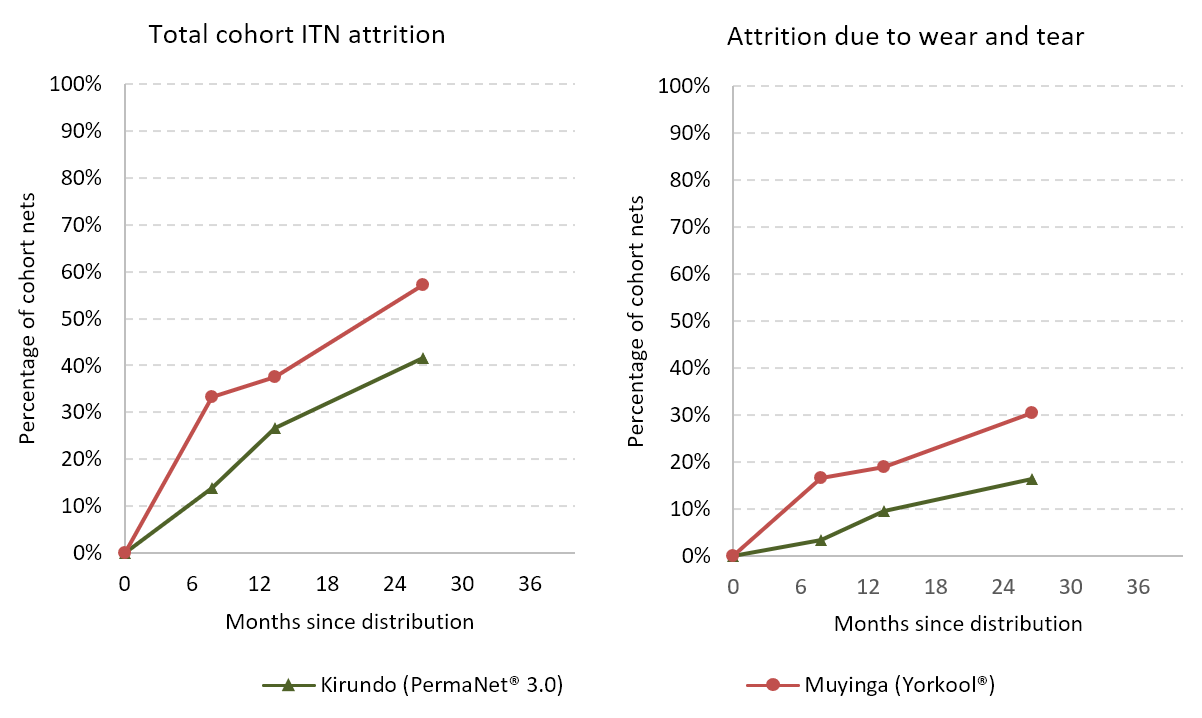 Total cohort ITN attrition
Percentage of cohort nets
100%
90%
80%
70%
60%
50%
40%
30%
20%
10%
0%
0 6 12 18 24 30 36
Months since distribution
Attrition due to wear and tear
Percentage of cohort nets
100%
90%
80%
70%
60%
50%
40%
30%
20%
10%
0%
0 6 12 18 24 30 36
Months since distribution
Kirundo (PermaNet® 3.0)
Muyinga (Yorkool®)